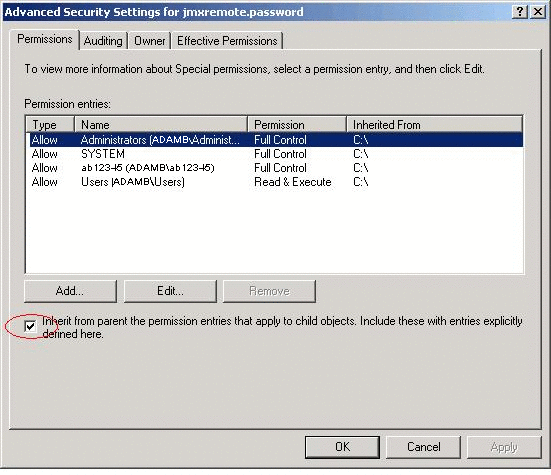 Advanced Security Settings for jmxremote.password
Permissions Auditing Owner Effective Permissions
To view more information about Special permissions, select a permission entry, and then click Edit.
Permission entries:
Type Name Permission Inherited From
Allow Administrators (ADAMB\Administ... Full Control C:\
Allow SYSTEM Full Control C:\
Allow ab123-i5 (ADAMB\ab123-i5) Full Control C:\
Allow Users (ADAMB\Users) Read & Execute C:\
Add... Edit... Remove
Inherit from parent the permission entries that apply to child objects. Include these with entries explicitly
defined here.
OK Cancel Apply